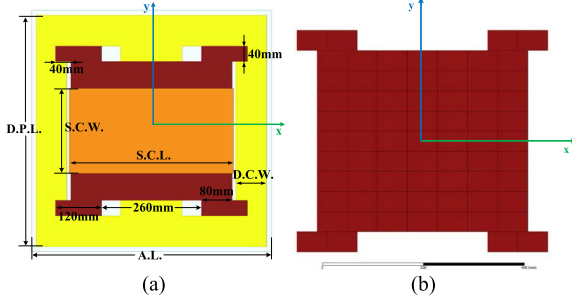 y
y
40mm
40mm
D.P.L.
S.C.W.
x
x
S.C.L.
D.C.W.
80mm
120mm
260mm
A.L.
(a)
(b)